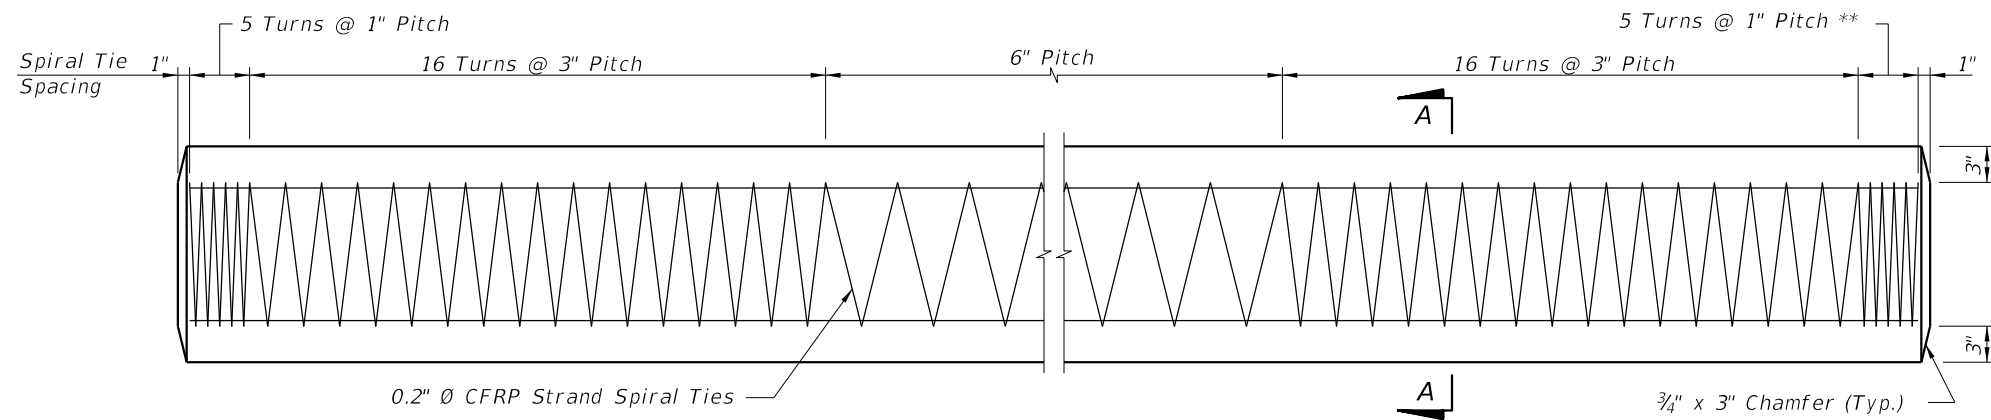 5 Turns @ 1" Pitch
5 Turns @ 1" Pitch **
Spiral Tie
Spacing
1"
16 Turns @ 3" Pitch
6" Pitch
16 Turns @ 3" Pitch
1"
A
3"
3"
0.2" Ø CFRP Strand Spiral Ties
A
¾" x 3" Chamfer (Typ.)